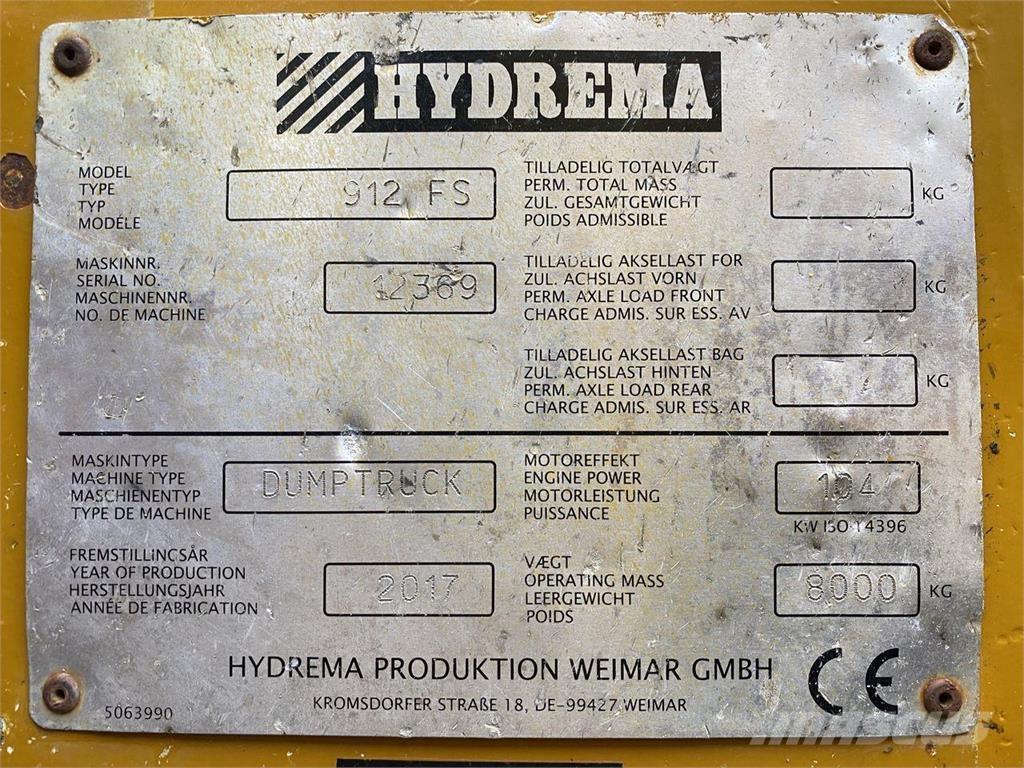 HYDREMA
MODEL
TYPE
TYP
MODÉLE
912 FS
MASKINNR.
SERIAL NO.
MASCHINENNR.
NO. DE MACHINE
12369
TILLADELIG TOTALVÆGT
PERM. TOTAL MASS
ZUL. GESAMTGEWICHT
POIDS ADMISSIBLE
KG
TILLADELIG AKSELLAST FOR
ZUL. ACHSLAST VORN
PERM. AXLE LOAD FRONT
CHARGE ADMIS. SUR ESS. AV
KG
TILLADELIG AKSELLAST BAG
ZUL. ACHSLAST HINTEN
PERM. AXLE LOAD REAR
CHARGE ADMIS. SUR ESS. AR
KG
MASKINTYPE
MACHINE TYPE
MASCHIENENTYP
TYPE DE MACHINE
DUMPTRUCK
FREMSTILLINGSÅR
YEAR OF PRODUCTION
HERSTELLUNGSJAHR
ANNÉE DE FABRICATION
2017
MOTOREFFEKT
ENGINE POWER
MOTORLEISTUNG
PUISSANCE
104
KW ISO 14396
VÆGT
OPERATING MASS
LEERGEWICHT
POIDS
8000
KG
HYDREMA PRODUKTION WEIMAR GMBH
KROMSDORFER STRAßE 18, DE-99427 WEIMAR
CE
5063990
MASCUS